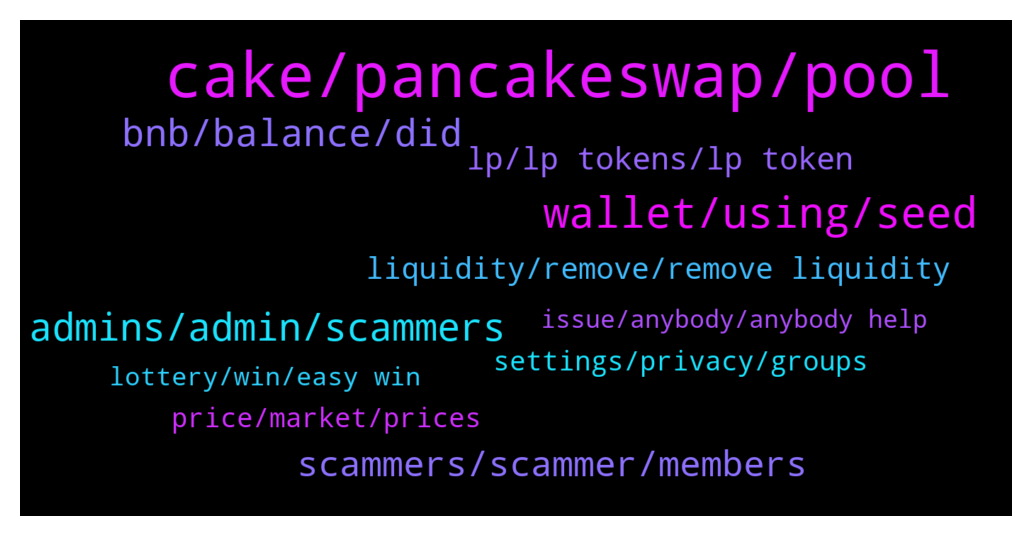 cake/pancakeswap/pool
bnb/balance/did
lp/lp tokens/lp token
wallet/using/seed
liquidity/remove/remove liquidity
admins/admin/scammers
issue/anybody/anybody help
settings/privacy/groups
lottery/win/easy win
price/market/prices
scammers/scammer/members